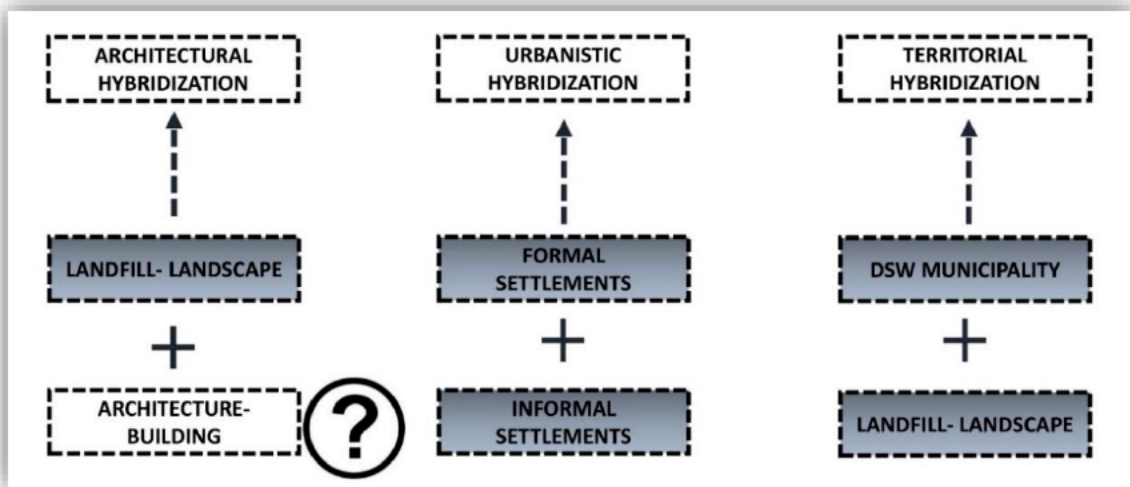 ARCHITECTURAL
HYBRIDIZATION
URBANISTIC
HYBRIDIZATION
TERRITORIAL
HYBRIDIZATION
LANDFILL- LANDSCAPE
FORMAL
SETTLEMENTS
DSW MUNICIPALITY
+
+
+
ARCHITECTURE-
BUILDING
?
INFORMAL
SETTLEMENTS
LANDFILL- LANDSCAPE